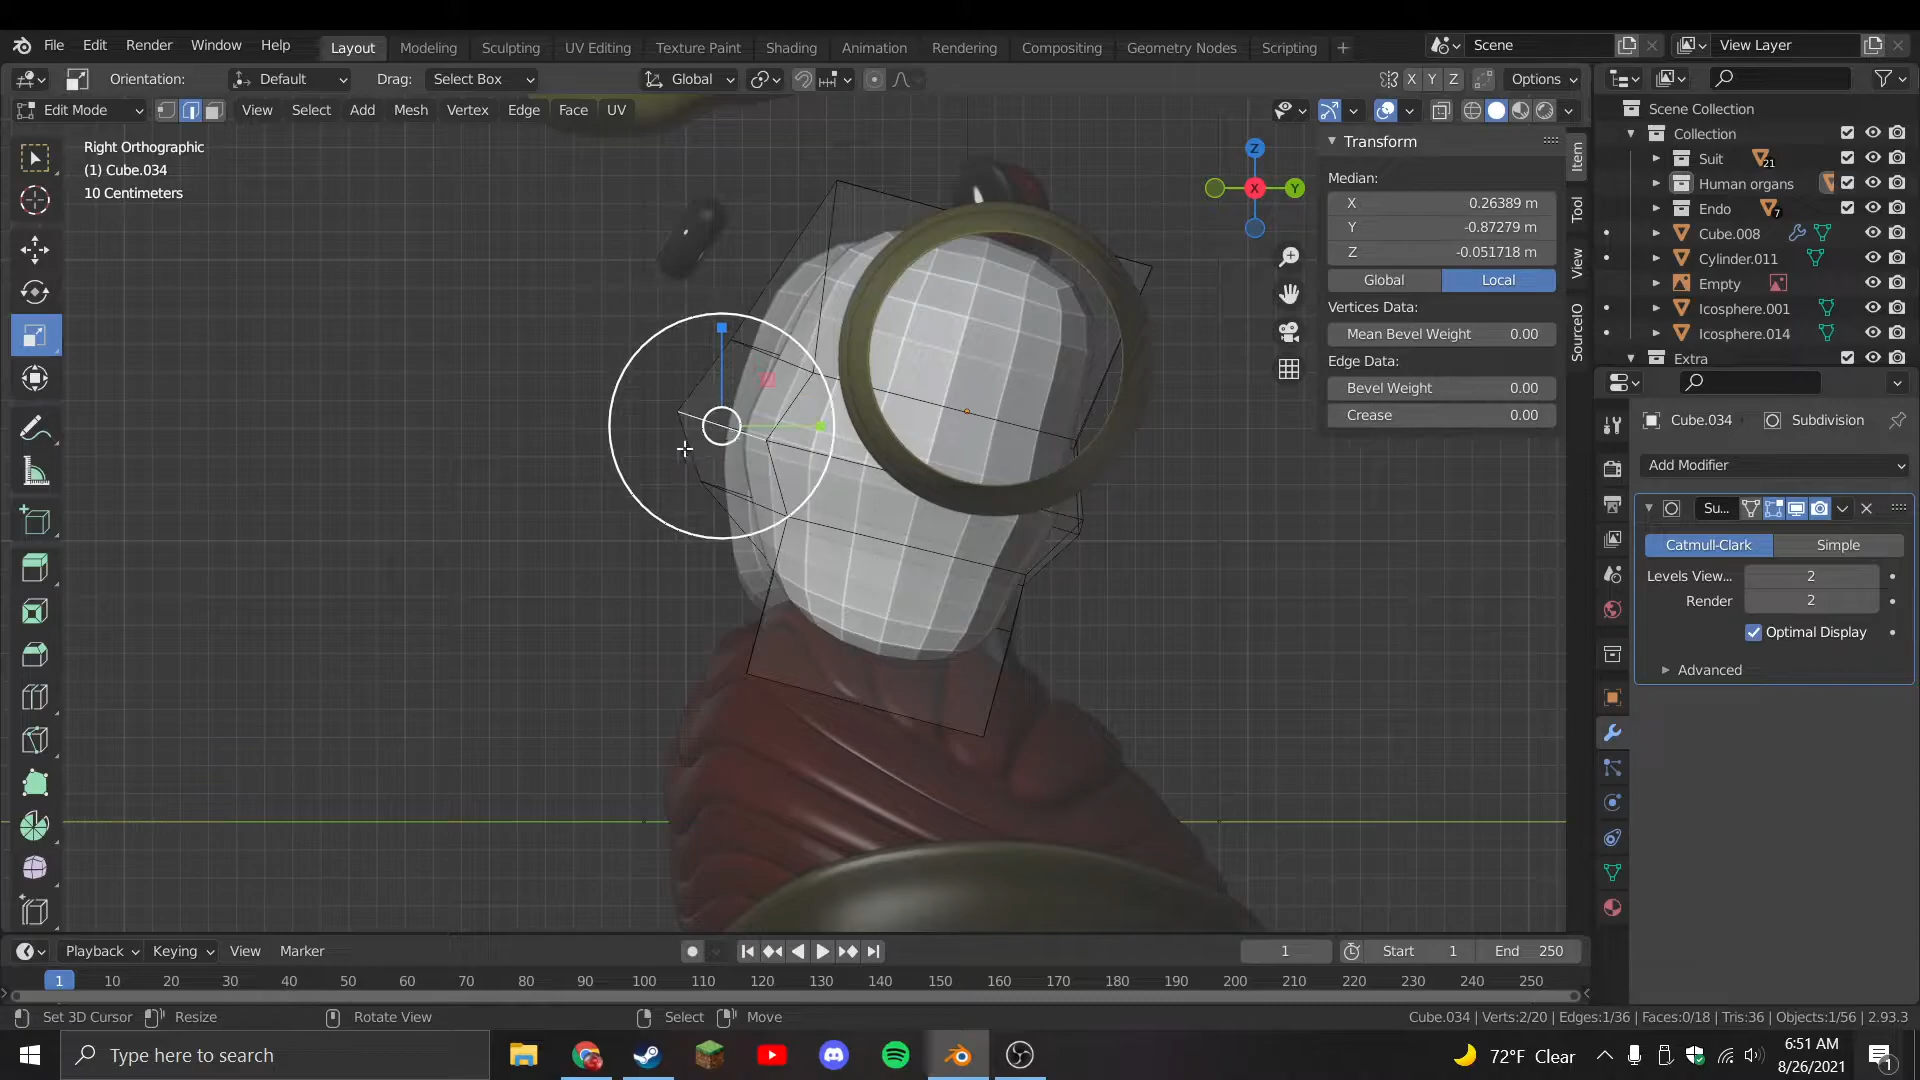 File Edit Render Window Help Layout Modeling Sculpting UV Editing Texture Paint Shading Animation Rendering Compositing Geometry Nodes Scripting Scene View Layer
Orientation: Default Drag: Select Box Global X Y Z Options
Edit Mode View Select Add Mesh Vertex Edge Face UV
Right Orthographic
(1) Cube.034
10 Centimeters
Z
X
Y
Transform
Median:
X 0.26389 m
Y -0.87279 m
Z -0.051718 m
Global Local
Vertices Data:
Mean Bevel Weight 0.00
Edge Data:
Bevel Weight 0.00
Crease 0.00
Item
Tool
View
SourceIO
Scene Collection
Collection
Suit 21
Human organs
Endo 7
Cube.008
Cylinder.011
Empty
Icosphere.001
Icosphere.014
Extra
Cube.034 Subdivision
Add Modifier
Su...
Catmull-Clark Simple
Levels View... 2
Render 2
Optimal Display
Advanced
Playback Keying View Marker 1 Start 1 End 250
1 10 20 30 40 50 60 70 80 90 100 110 120 130 140 150 160 170 180 190 200 210 220 230 240 250
Set 3D Cursor Resize Rotate View Select Move Cube.034 | Verts:2/20 | Edges:1/36 | Faces:0/18 | Tris:36 | Objects:1/56 | 2.93.3
Type here to search 72°F Clear 6:51 AM
8/26/2021
1